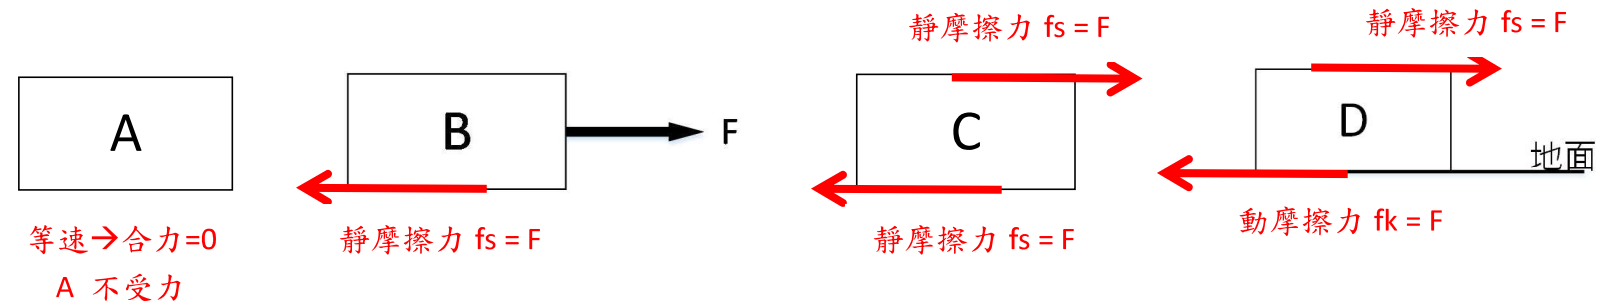 靜摩擦力 fs = F
靜摩擦力 fs = F
A
B
F
C
D
地面
等速→合力=0
A 不受力
靜摩擦力 fs = F
靜摩擦力 fs = F
動摩擦力 fk = F